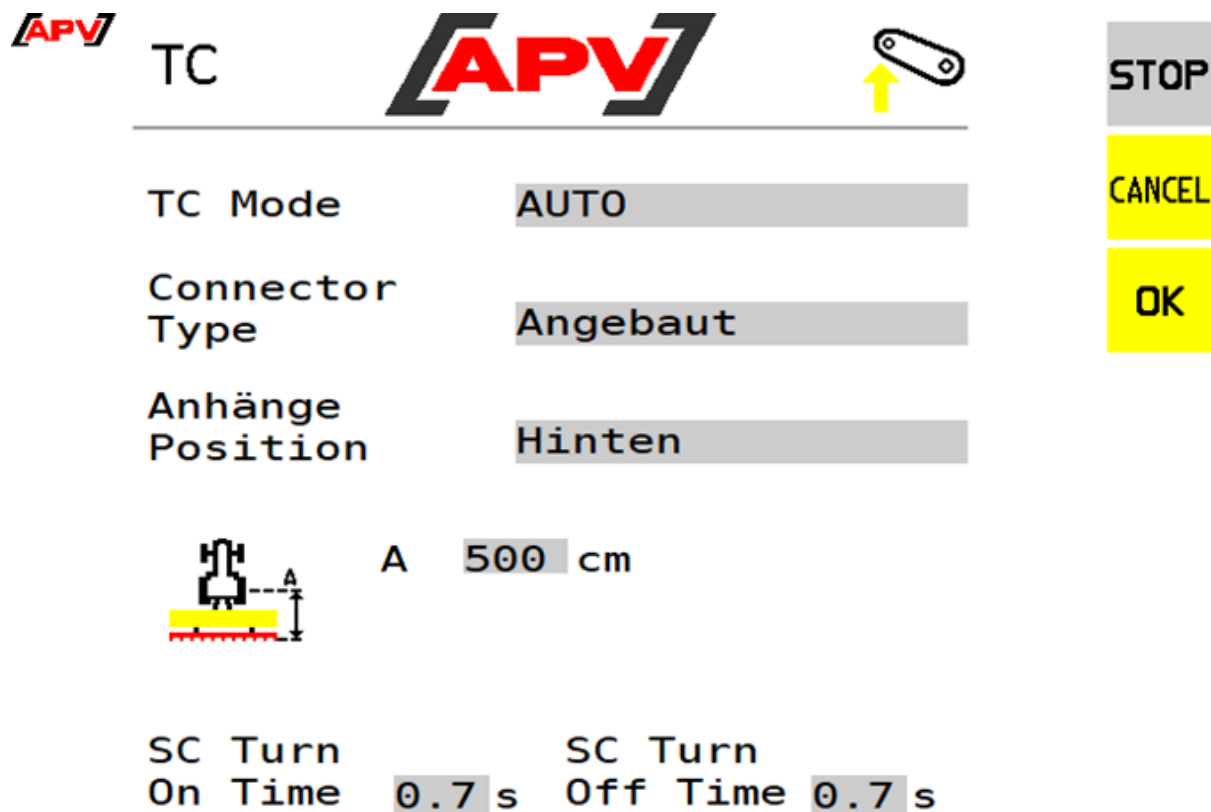 APV
TC
APV
STOP
TC Mode AUTO
CANCEL
Connector
Type Angebaut
OK
Anhänge
Position Hinten
A 500 cm
A
SC Turn SC Turn
On Time 0.7 s Off Time 0.7 s